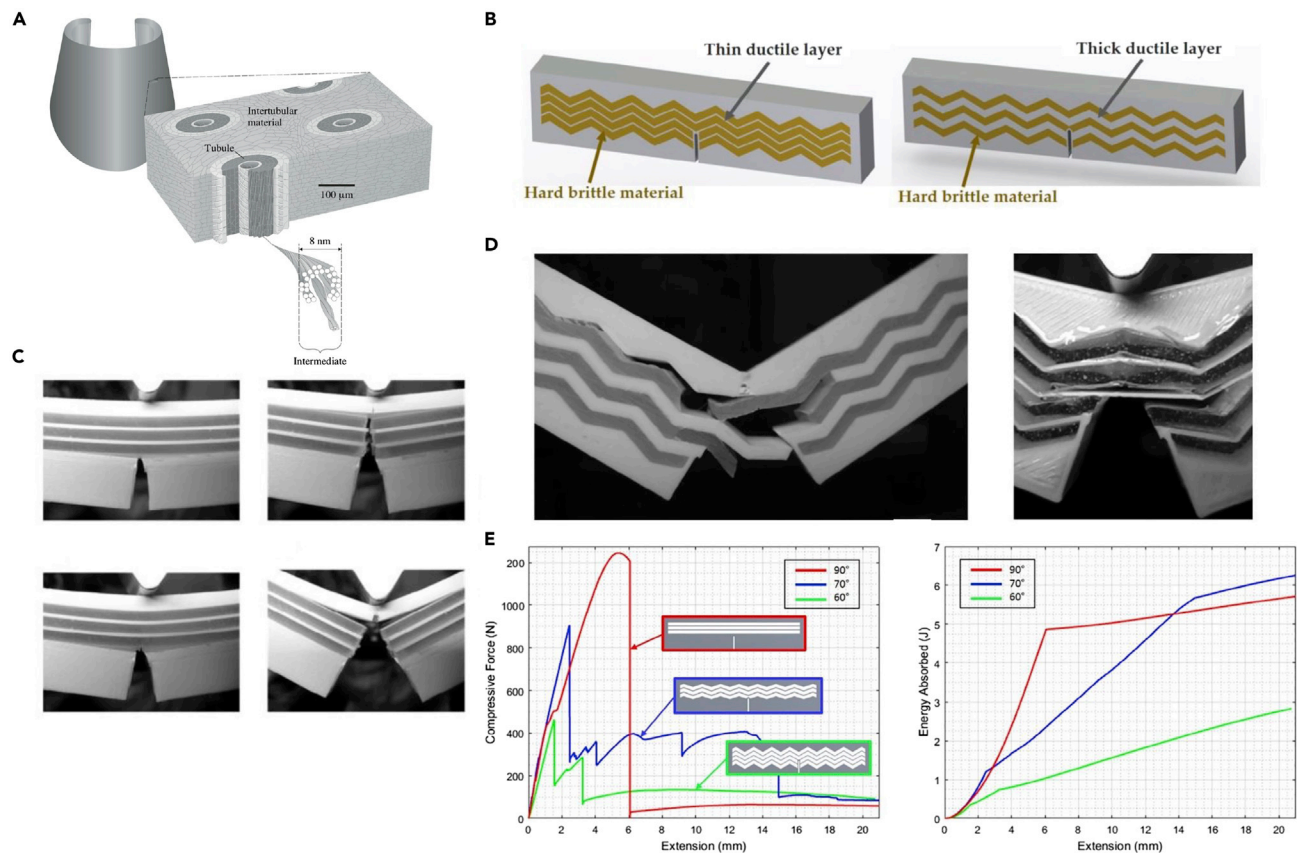 A
Intertubular
material
Tubule
100 µm
8 nm
Intermediate
B
Thin ductile layer
Thick ductile layer
Hard brittle material
Hard brittle material
C
D
E
200
1000
800
600
400
200
0
0 2 4 6 8 10 12 14 16 18 20
Compressive Force (N)
Extension (mm)
90°
70°
60°
7
6
5
4
3
2
1
0
0 2 4 6 8 10 12 14 16 18 20
Energy Absorbed (J)
Extension (mm)
90°
70°
60°